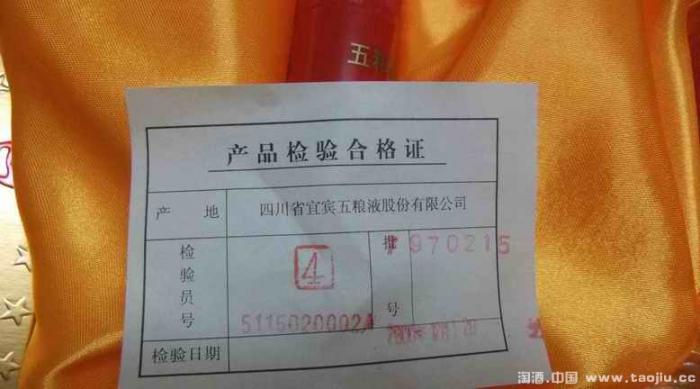 五粮
产品检验合格证
产 地 四川省宜宾五粮液股份有限公司
检验员号 4 批号 970215
检验日期
淘酒.中国 www.taojiu.cc